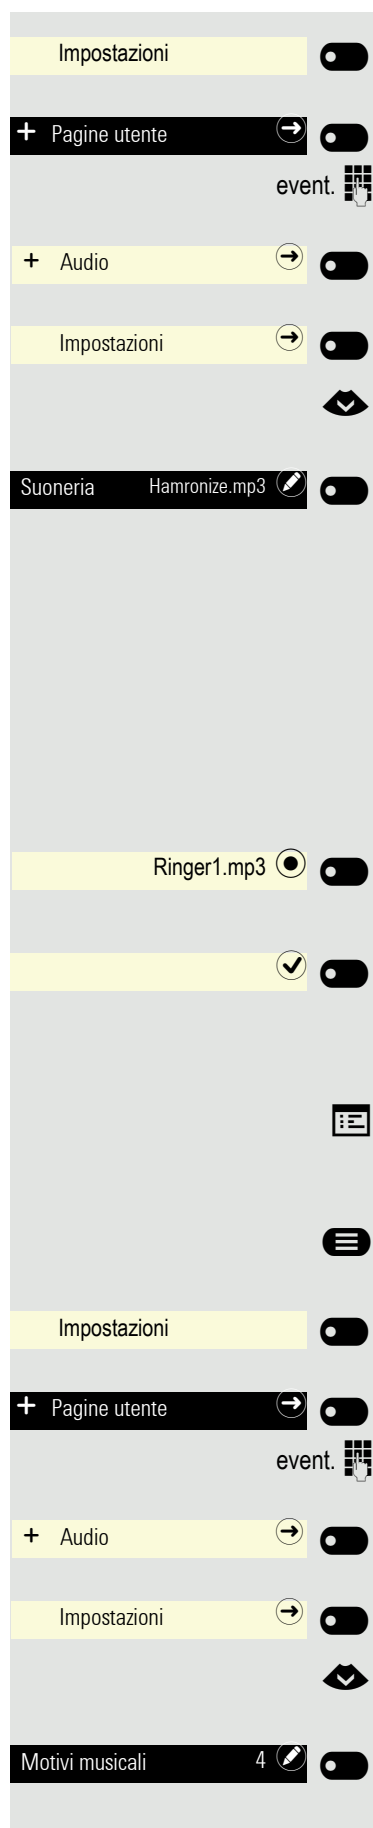 Impostazioni
+ Pagine utente
event.
+ Audio
Impostazioni
Suoneria Hamronize.mp3
Ringer1.mp3
Impostazioni
+ Pagine utente
event.
+ Audio
Impostazioni
Motivi musicali 4